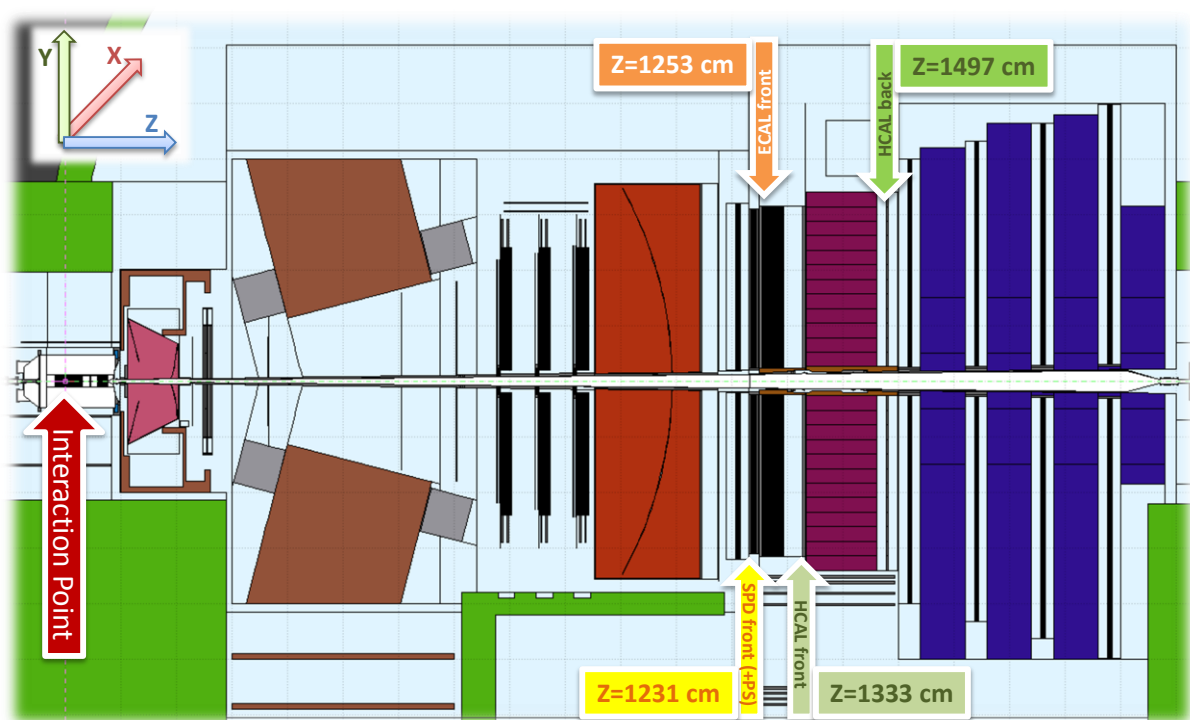 Y
X
Z
Z=1253 cm
ECAL front
HCAL back
Z=1497 cm
Interaction Point
Z=1231 cm
SPD front (+PS)
HCAL front
Z=1333 cm